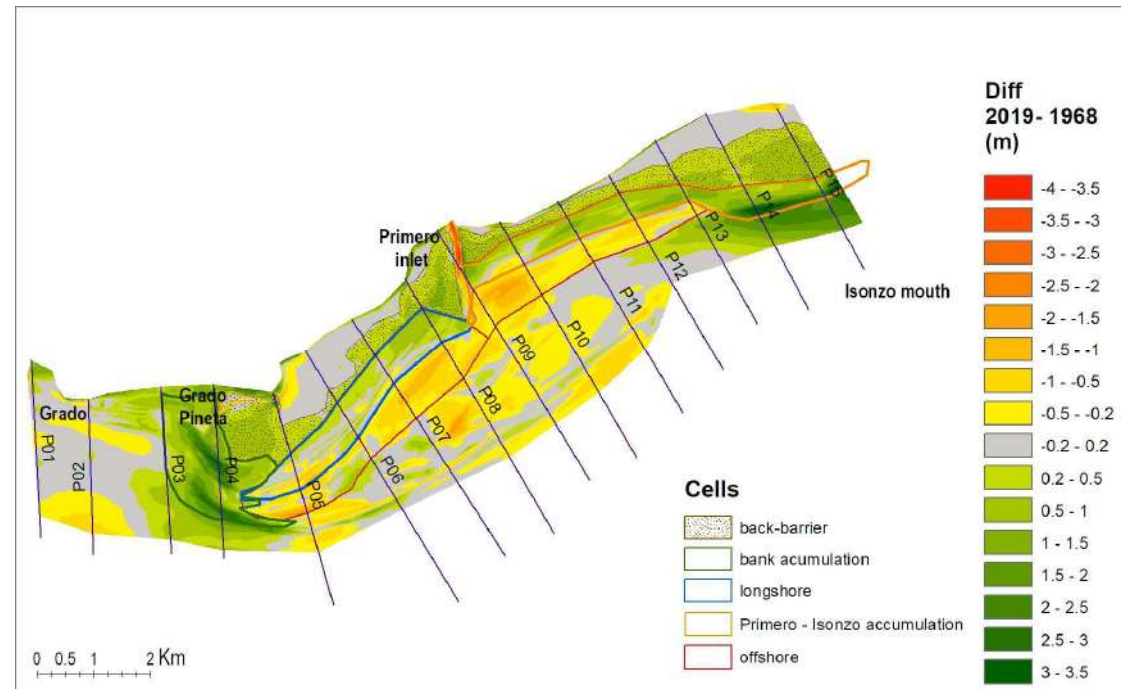 Diff
2019- 1968
(m)
-4 - -3.5
-3.5 - -3
-3 - -2.5
-2.5 - -2
-2 - -1.5
-1.5 - -1
-1 - -0.5
-0.5 - -0.2
-0.2 - 0.2
0.2 - 0.5
0.5 - 1
1 - 1.5
1.5 - 2
2 - 2.5
2.5 - 3
3 - 3.5
Primero
inlet
Isonzo mouth
Grado
Grado
Pineta
P01
P02
P03
P04
P05
P06
P07
P08
P09
P10
P11
P12
P13
P14
P15
Cells
back-barrier
bank acumulation
longshore
Primero - Isonzo accumulation
offshore
0 0.5 1 2 Km